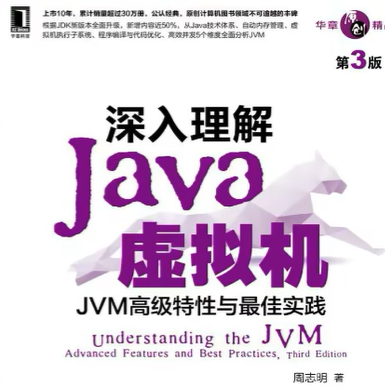 上市10年，累计销量超过30万册，公认经典，原创计算机图书领域不可逾越的丰碑
根据JDK新版本全面升级，新增内容近50%，从Java技术体系、自动内存管理、虚
拟机执行子系统、程序编译与代码优化、高效并发5个维度全面分析JVM
华章原创精品
第3版
深入理解
Java
虚拟机
JVM高级特性与最佳实践
Understanding the JVM
Advanced Features and Best Practices, Third Edition
周志明 著